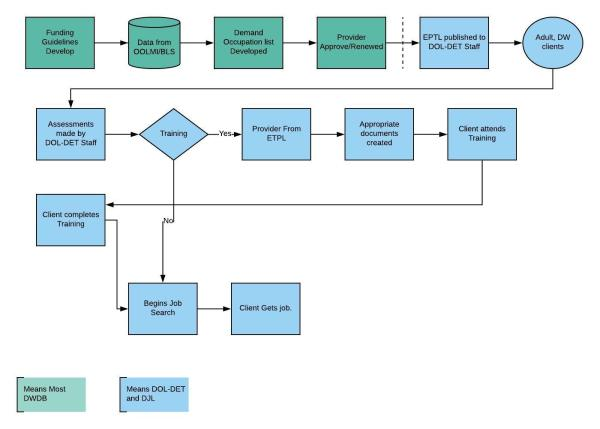 Funding
Guidelines
Develop
Data from
OOLMI/BLS
Demand
Occupation list
Developed
Provider
Approve/Renewed
EPTL published to
DOL-DET Staff
Adult, DW
clients
Assessments
made by
DOL-DET Staff
Training
Yes
Provider From
ETPL
Appropriate
documents
created
Client attends
Training
Client completes
Training
No
Begins Job
Search
Client Gets job.
Means Most
DWDB
Means DOL-DET
and DJL